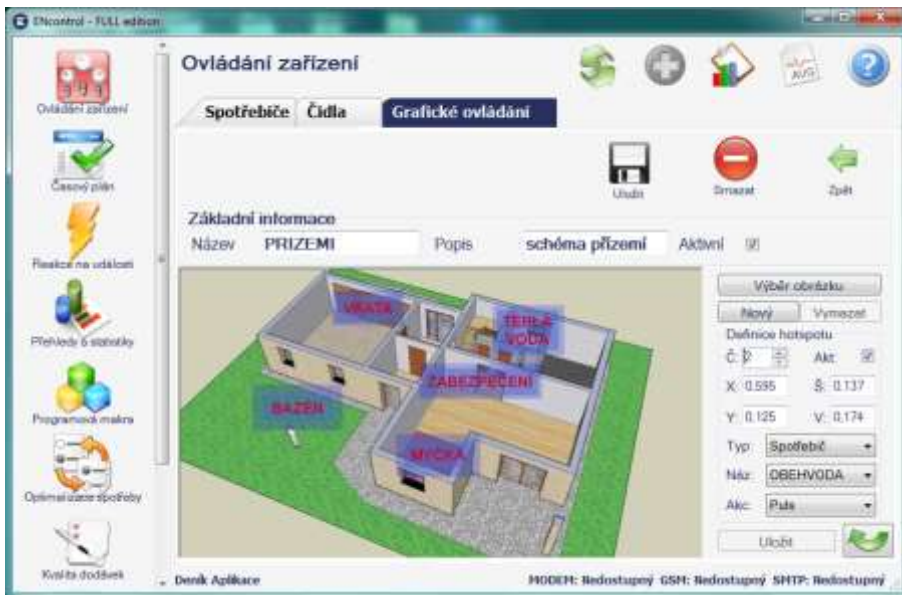 ENcontrol - FULL edition
Ovládání zařízení
Časový plán
Reakce na události
Přehledy & statistiky
Programová makra
Optimalizace spotřeby
Kvalita dodávek
Ovládání zařízení
AVG
Spotřebiče Čidla Grafické ovládání
Uložit Smazat Zpět
Základní informace
Název PRIZEMI Popis schéma přízemí Aktivní
VRATA
TEPLÁ
VODA
ZABEZPEČENÍ
BAZÉN
MYČKA
Výběr obrázku
Nový Vymazat
Definice hotspotu
Č: 2 Akt:
X: 0.595 Š: 0.137
Y: 0.125 V: 0.174
Typ: Spotřebič
Náz: OBEHVODA
Akc: Puls
Uložit
Deník Aplikace MODEM: Nedostupný GSM: Nedostupný SMTP: Nedostupný